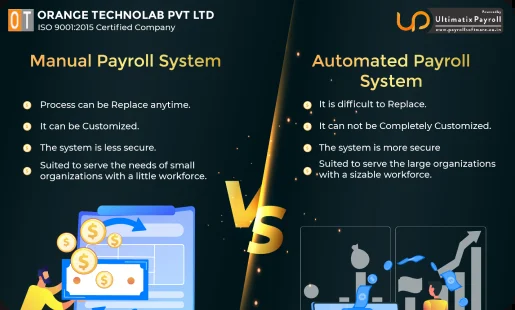 OT
ORANGE TECHNOLAB PVT LTD
ISO 9001:2015 Certified Company
Powered by
Ultimatix Payroll
www.payrollsoftware.co.in
Manual Payroll System
Process can be Replace anytime.
It can be Customized.
The system is less secure.
Suited to serve the needs of small
organizations with a little workforce.
VS
Automated Payroll
System
It is difficult to Replace.
It can not be Completely Customized.
The system is more secure
Suited to serve the large organizations
with a sizable workforce.